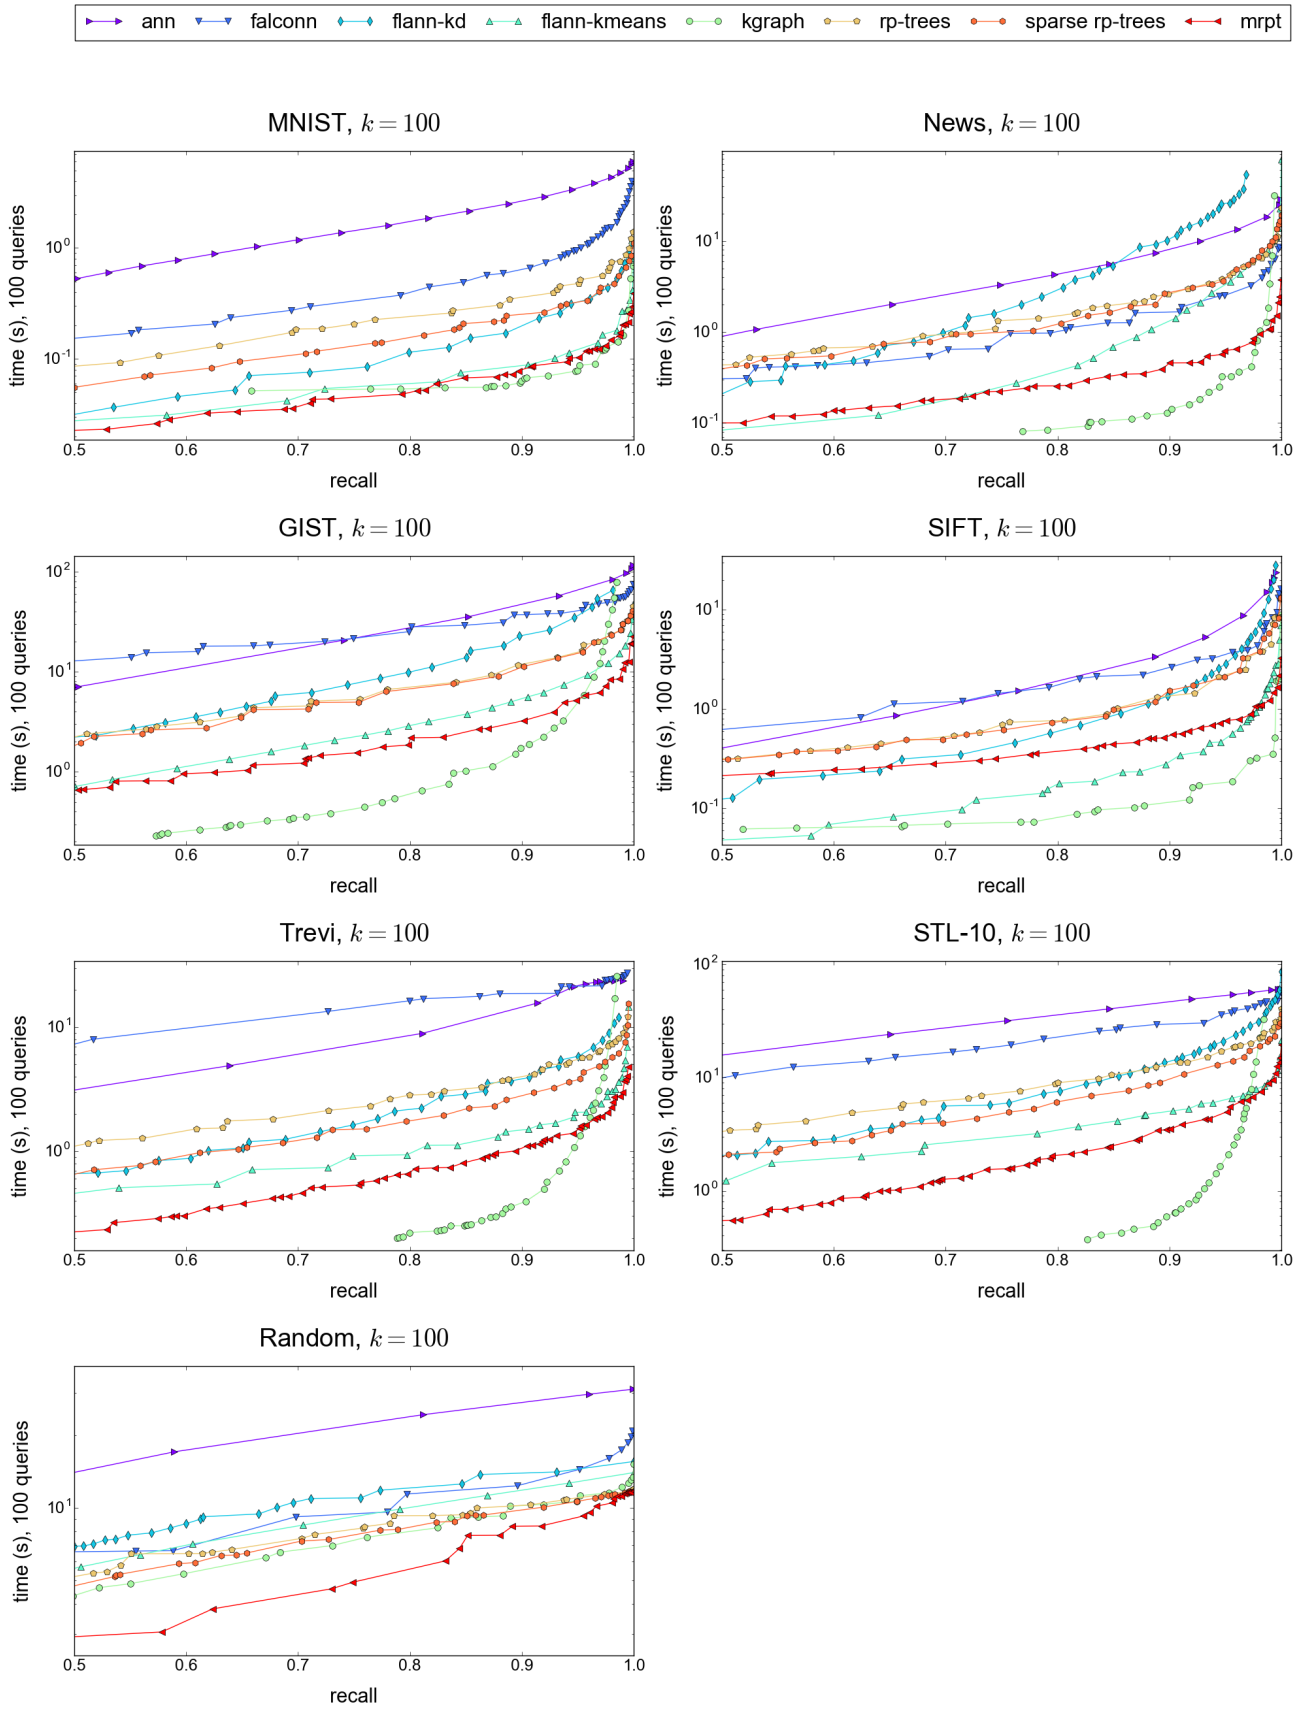 ann falconn flann-kd flann-kmeans kgraph rp-trees sparse rp-trees mrpt
MNIST, k = 100
time (s), 100 queries
10^0
10^-1
0.5 0.6 0.7 0.8 0.9 1.0
recall
News, k = 100
time (s), 100 queries
10^1
10^0
10^-1
0.5 0.6 0.7 0.8 0.9 1.0
recall
GIST, k = 100
time (s), 100 queries
10^2
10^1
10^0
0.5 0.6 0.7 0.8 0.9 1.0
recall
SIFT, k = 100
time (s), 100 queries
10^1
10^0
10^-1
0.5 0.6 0.7 0.8 0.9 1.0
recall
Trevi, k = 100
time (s), 100 queries
10^1
10^0
0.5 0.6 0.7 0.8 0.9 1.0
recall
STL-10, k = 100
time (s), 100 queries
10^2
10^1
10^0
0.5 0.6 0.7 0.8 0.9 1.0
recall
Random, k = 100
time (s), 100 queries
10^1
0.5 0.6 0.7 0.8 0.9 1.0
recall